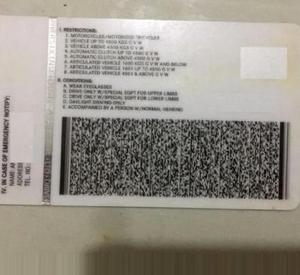 I. RESTRICTIONS:
1. MOTORCYCLES/MOTORIZED TRICYCLES
2. VEHICLE UP TO 4500 KGS G V W
3. VEHICLE ABOVE 4500 KGS G V W
4. AUTOMATIC CLUTCH UP TO 4500 G V W
5. AUTOMATIC CLUTCH ABOVE 4500 G V W
6. ARTICULATED VEHICLE 1600 KGS G V W AND BELOW
7. ARTICULATED VEHICLE 1601 UP TO 4500 G V W
8. ARTICULATED VEHICLE 4501 & ABOVE G V W
II. CONDITIONS:
A. WEAR EYEGLASSES
B. DRIVE ONLY W/SPECIAL EQPT FOR UPPER LIMBS
C. DRIVE ONLY W/SPECIAL EQPT FOR LOWER LIMBS
D. DAYLIGHT DRIVING ONLY
E. ACCOMPANIED BY A PERSON W/NORMAL HEARING
IV. IN CASE OF EMERGENCY NOTIFY:
NAME:
ADDRESS
TEL. NO.: